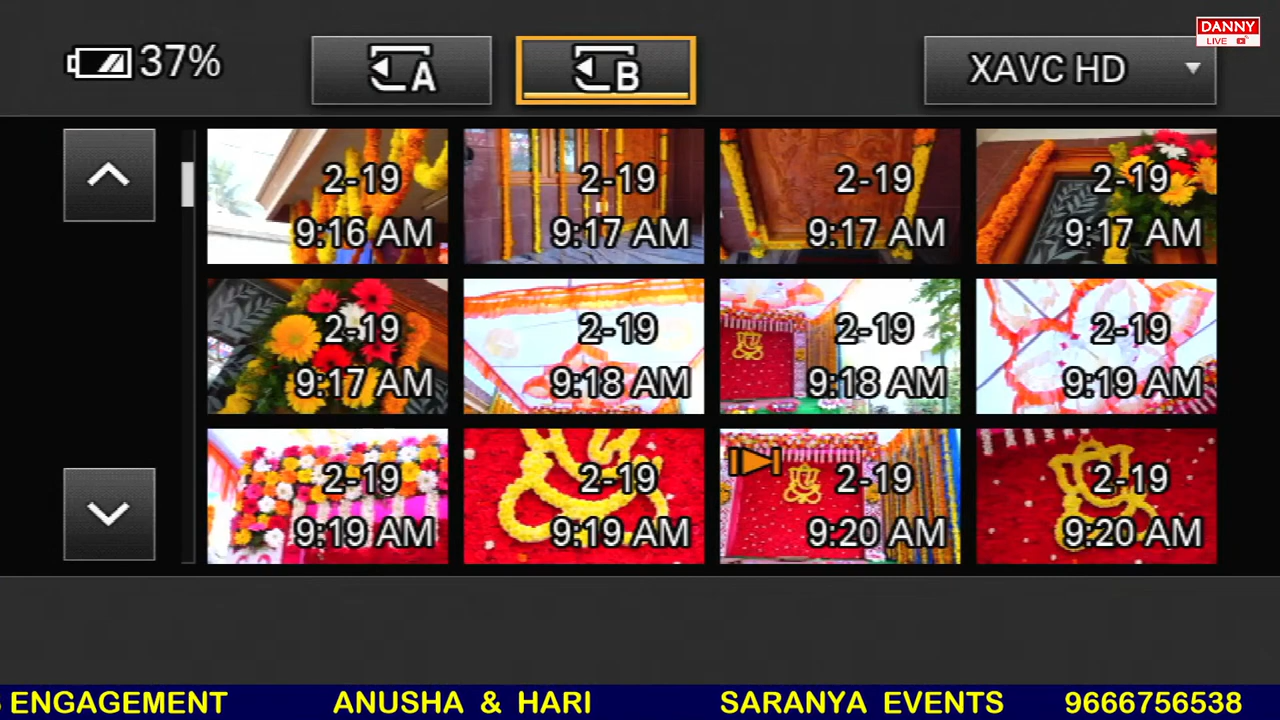 DANNY
LIVE
37%
A
B
XAVC HD
2-19
9:16 AM
2-19
9:17 AM
2-19
9:17 AM
2-19
9:17 AM
2-19
9:17 AM
2-19
9:18 AM
2-19
9:18 AM
2-19
9:19 AM
2-19
9:19 AM
2-19
9:19 AM
2-19
9:20 AM
2-19
9:20 AM
ENGAGEMENT ANUSHA & HARI SARANYA EVENTS 9666756538